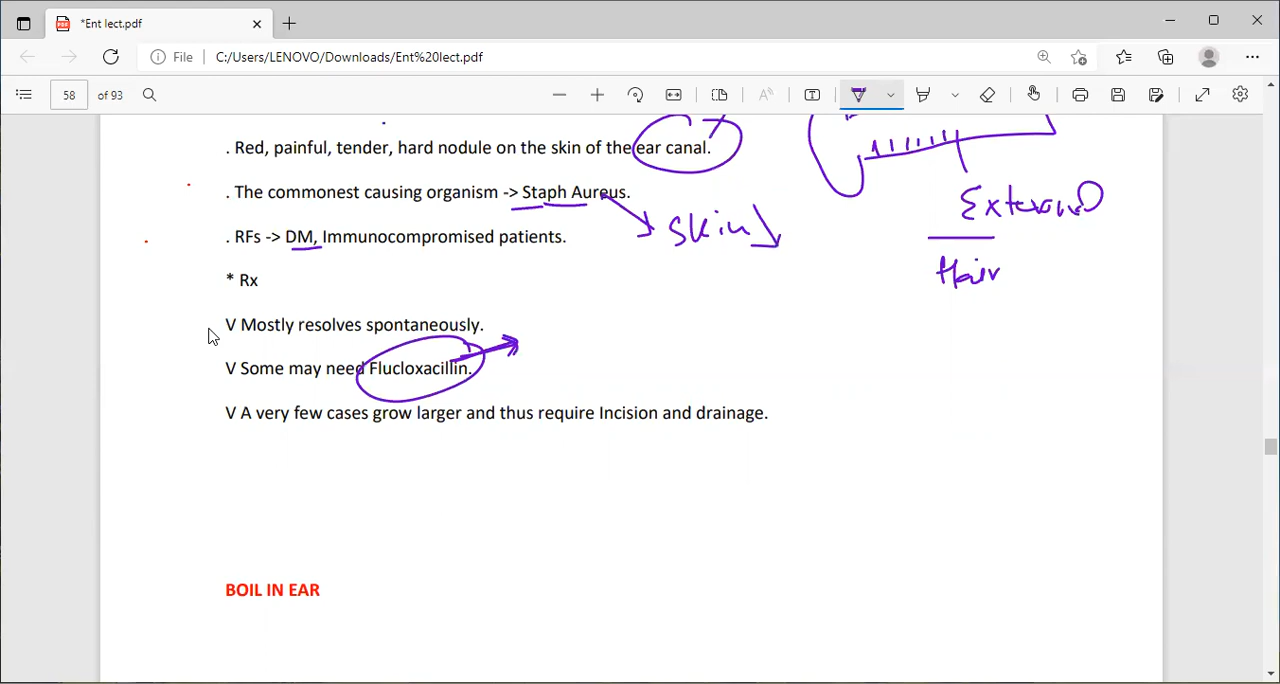 *Ent lect.pdf
File C:/Users/LENOVO/Downloads/Ent%20lect.pdf
58 of 93
. Red, painful, tender, hard nodule on the skin of the ear canal.
. The commonest causing organism -> Staph Aureus.
External
skin
. RFs -> DM, Immunocompromised patients.
Hair
* Rx
V Mostly resolves spontaneously.
V Some may need Flucloxacillin.
V A very few cases grow larger and thus require Incision and drainage.
BOIL IN EAR